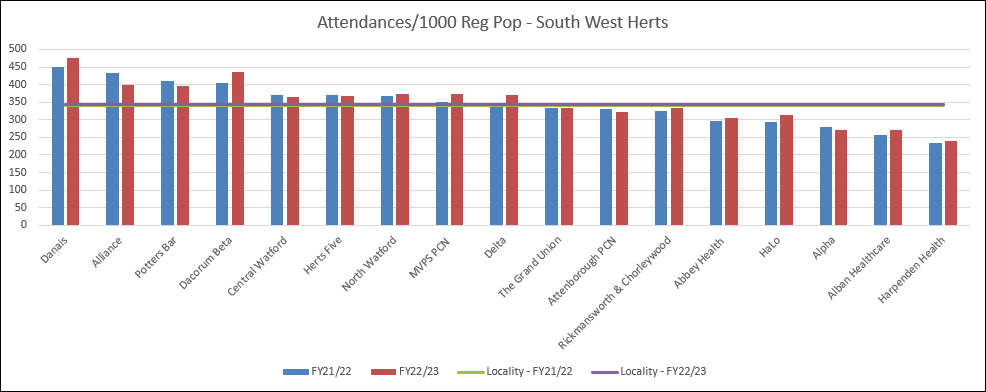 Attendances/1000 Reg Pop - South West Herts
500
450
400
350
300
250
200
150
100
50
0
Danais
Alliance
Potters Bar
Dacorum Beta
Central Watford
Herts Five
North Watford
MVPS PCN
Delta
The Grand Union
Attenborough PCN
Rickmansworth & Chorleywood
Abbey Health
HaLo
Alpha
Alban Healthcare
Harpenden Health
FY21/22 FY22/23 Locality - FY21/22 Locality - FY22/23